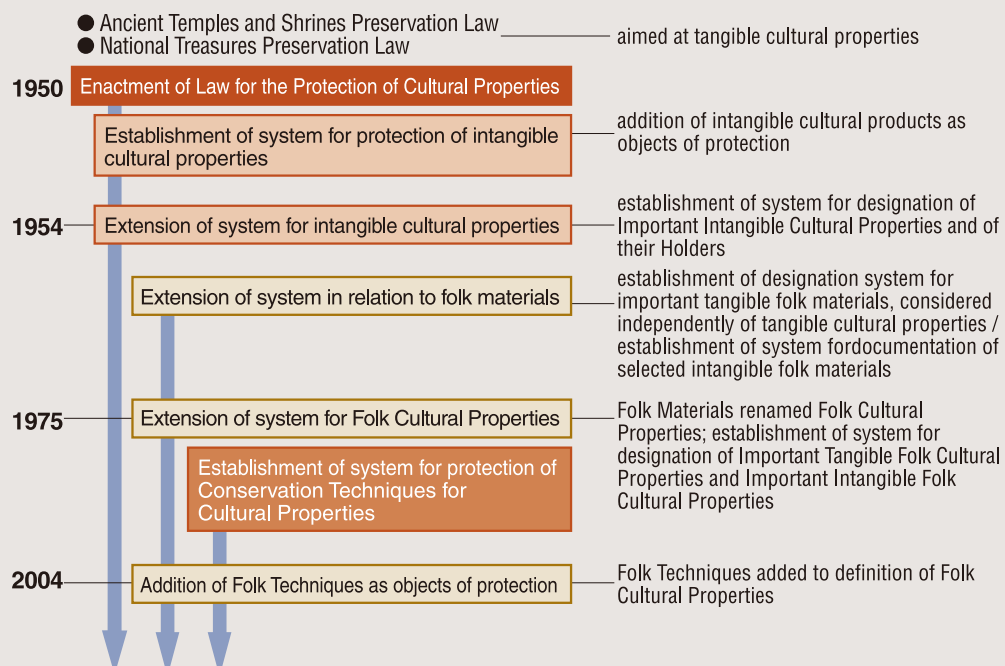 ● Ancient Temples and Shrines Preservation Law
● National Treasures Preservation Law
aimed at tangible cultural properties
1950
Enactment of Law for the Protection of Cultural Properties
Establishment of system for protection of intangible
cultural properties
addition of intangible cultural products as
objects of protection
1954
Extension of system for intangible cultural properties
establishment of system for designation of
Important Intangible Cultural Properties and of
their Holders
Extension of system in relation to folk materials
establishment of designation system for
important tangible folk materials, considered
independently of tangible cultural properties /
establishment of system fordocumentation of
selected intangible folk materials
1975
Extension of system for Folk Cultural Properties
Folk Materials renamed Folk Cultural
Properties; establishment of system for
designation of Important Tangible Folk Cultural
Properties and Important Intangible Folk
Cultural Properties
Establishment of system for protection of
Conservation Techniques for
Cultural Properties
2004
Addition of Folk Techniques as objects of protection
Folk Techniques added to definition of Folk
Cultural Properties